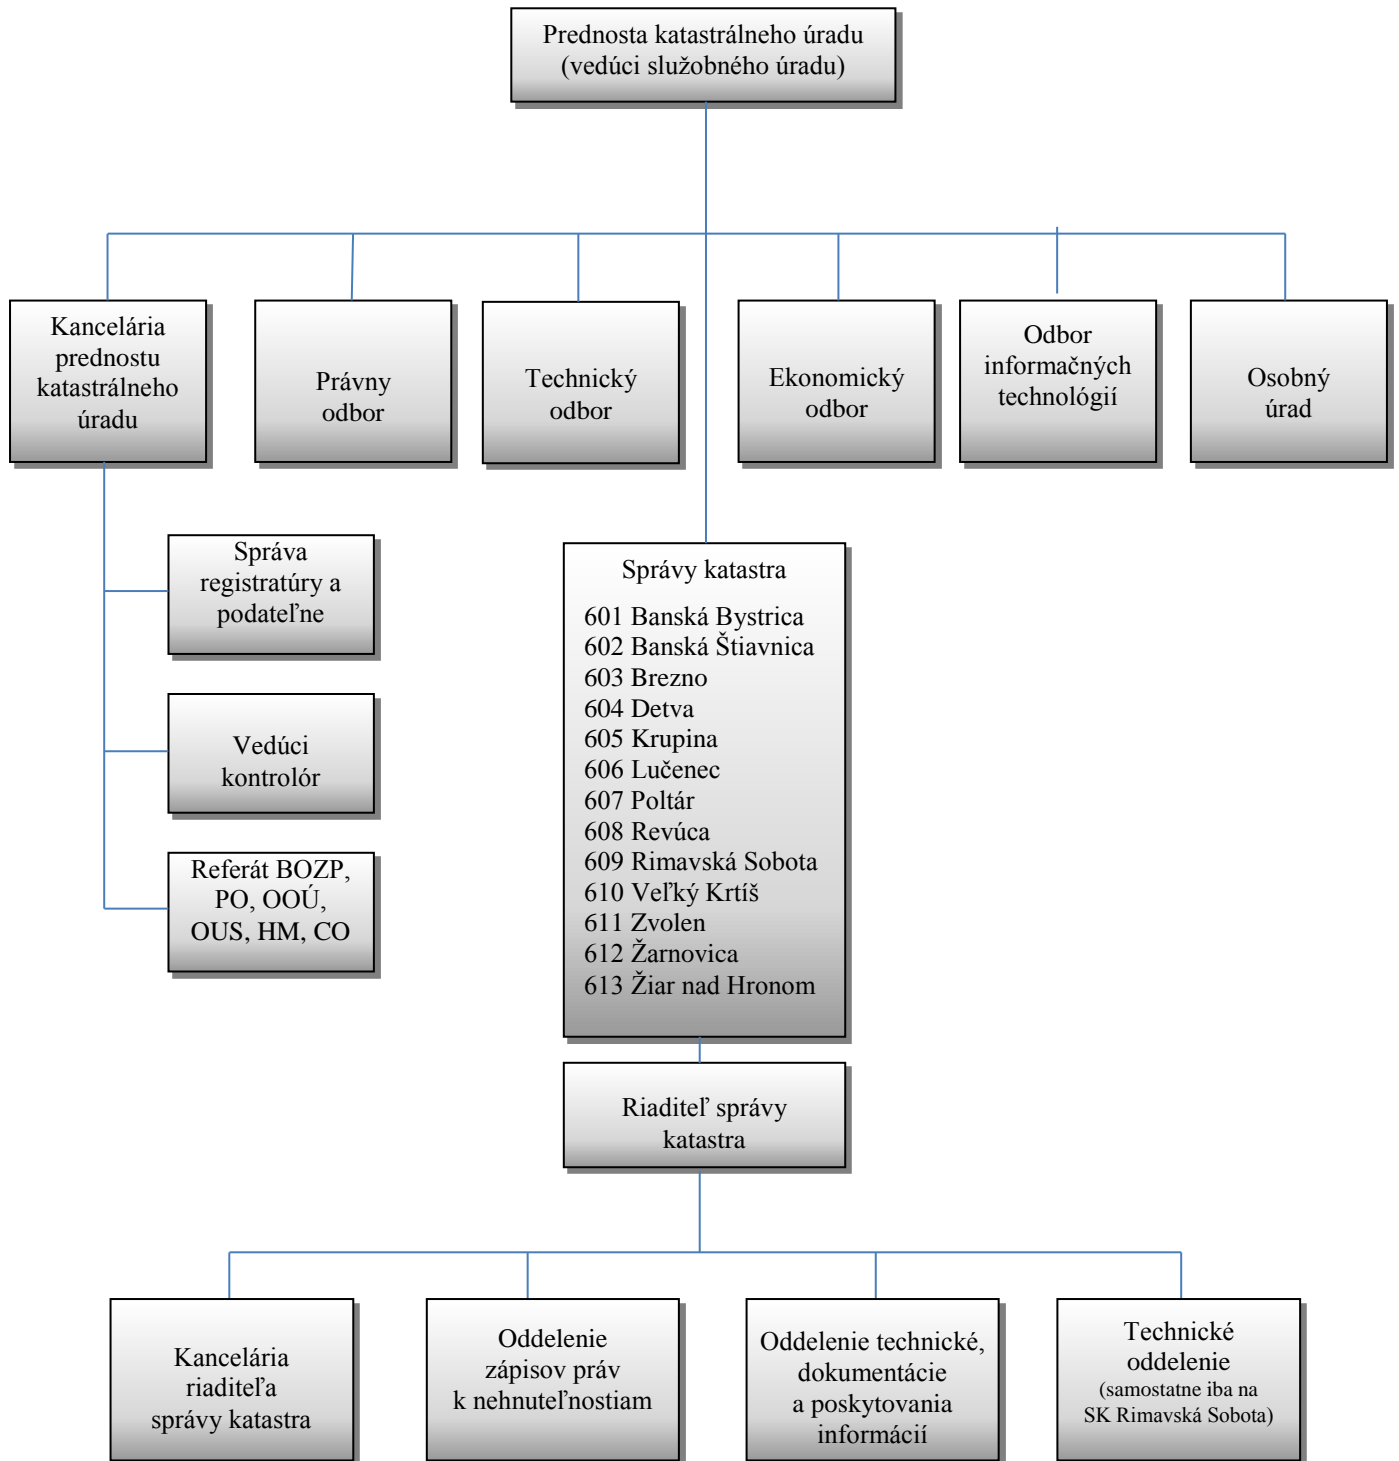 Prednosta katastrálneho úradu
(vedúci služobného úradu)
Kancelária
prednostu
katastrálneho
úradu
Právny
odbor
Technický
odbor
Ekonomický
odbor
Odbor
informačných
technológií
Osobný
úrad
Správa
registratúry a
podateľne
Vedúci
kontrolór
Referát BOZP,
PO, OOÚ,
OUS, HM, CO
Správy katastra
601 Banská Bystrica
602 Banská Štiavnica
603 Brezno
604 Detva
605 Krupina
606 Lučenec
607 Poltár
608 Revúca
609 Rimavská Sobota
610 Veľký Krtíš
611 Zvolen
612 Žarnovica
613 Žiar nad Hronom
Riaditeľ správy
katastra
Kancelária
riaditeľa
správy katastra
Oddelenie
zápisov práv
k nehnuteľnostiam
Oddelenie technické,
dokumentácie
a poskytovania
informácií
Technické
oddelenie
(samostatne iba na
SK Rimavská Sobota)